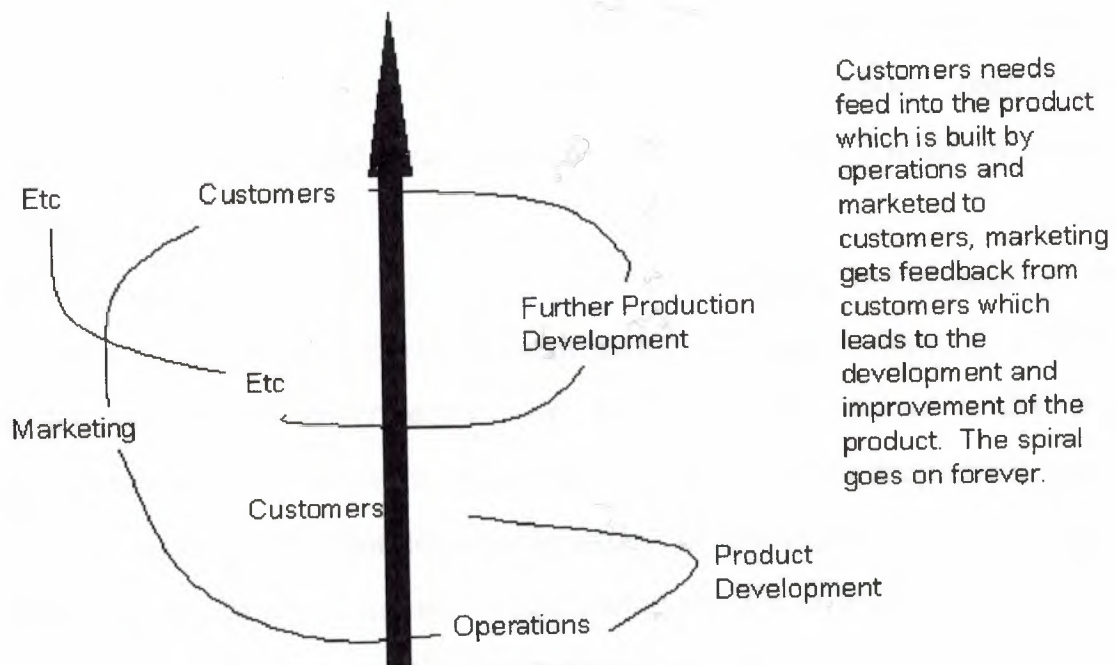 Etc
Customers
Further Production
Development
Etc
Marketing
Customers
Product
Development
Operations
Customers needs
feed into the product
which is built by
operations and
marketed to
customers, marketing
gets feedback from
customers which
leads to the
development and
improvement of the
product. The spiral
goes on forever.